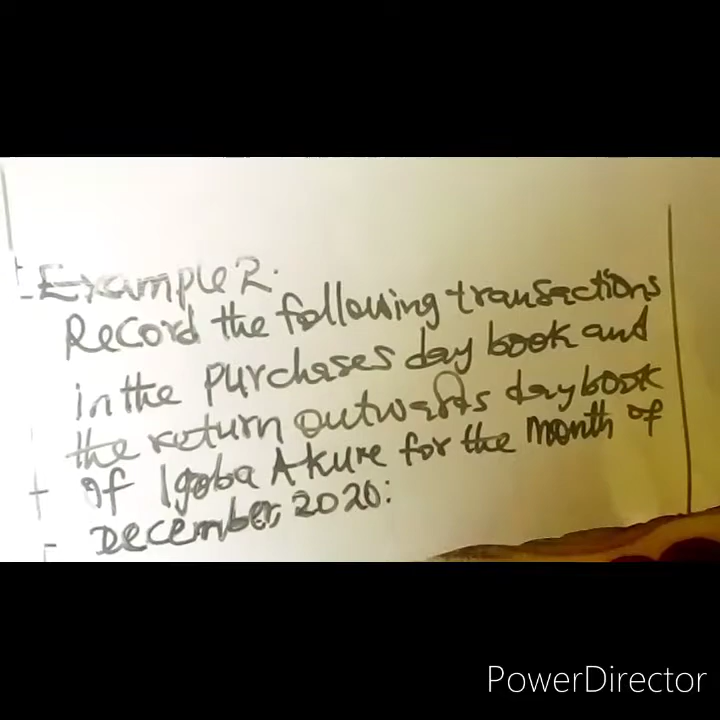 Example 2.
Record the following transactions
in the purchases day book and
the return outwards day book
of Igoba Akure for the month of
December, 2020:
PowerDirector